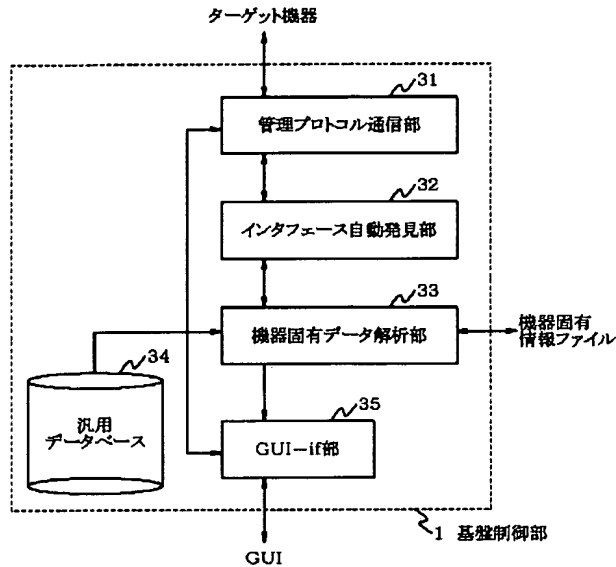 ターゲット機器
31
管理プロトコル通信部
32
インタフェース自動発見部
33
機器固有データ解析部
機器固有
情報ファイル
34
汎用
データベース
35
GUI-if部
1 基盤制御部
GUI